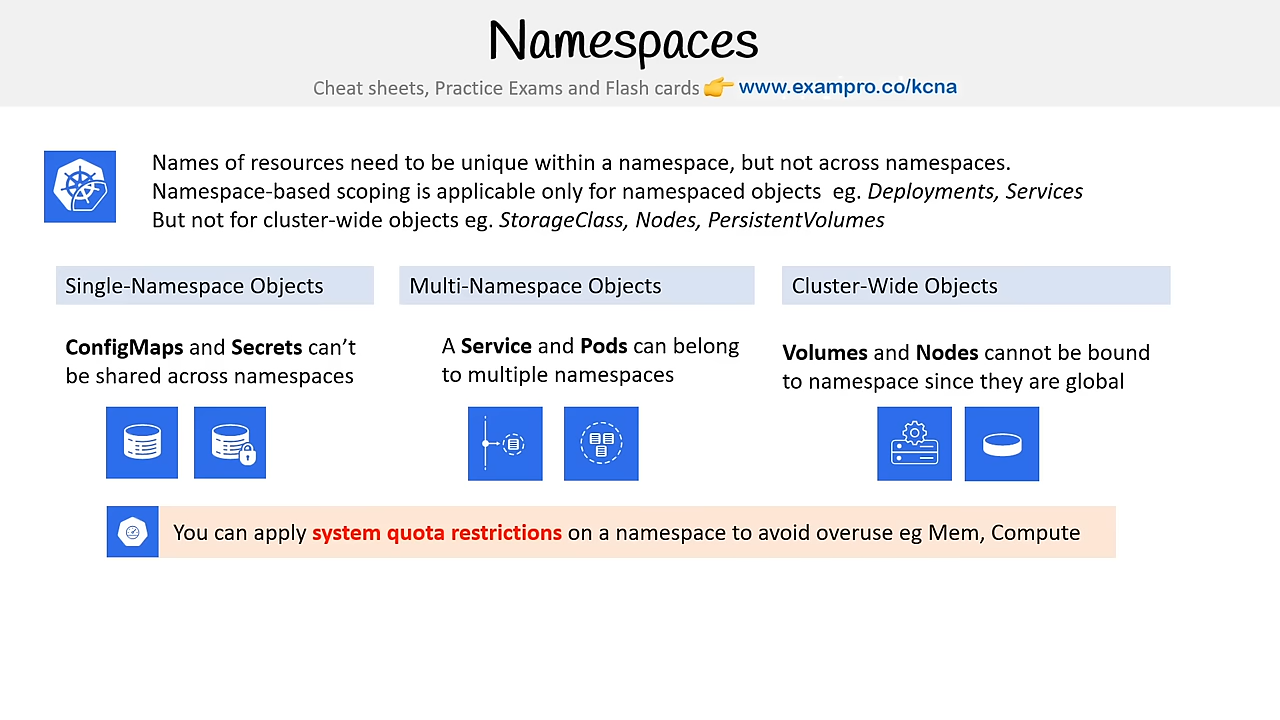 Namespaces
Cheat sheets, Practice Exams and Flash cards 👉 www.exampro.co/kcna
Names of resources need to be unique within a namespace, but not across namespaces.
Namespace-based scoping is applicable only for namespaced objects eg. Deployments, Services
But not for cluster-wide objects eg. StorageClass, Nodes, PersistentVolumes
Single-Namespace Objects
ConfigMaps and Secrets can't
be shared across namespaces
Multi-Namespace Objects
A Service and Pods can belong
to multiple namespaces
Cluster-Wide Objects
Volumes and Nodes cannot be bound
to namespace since they are global
You can apply system quota restrictions on a namespace to avoid overuse eg Mem, Compute